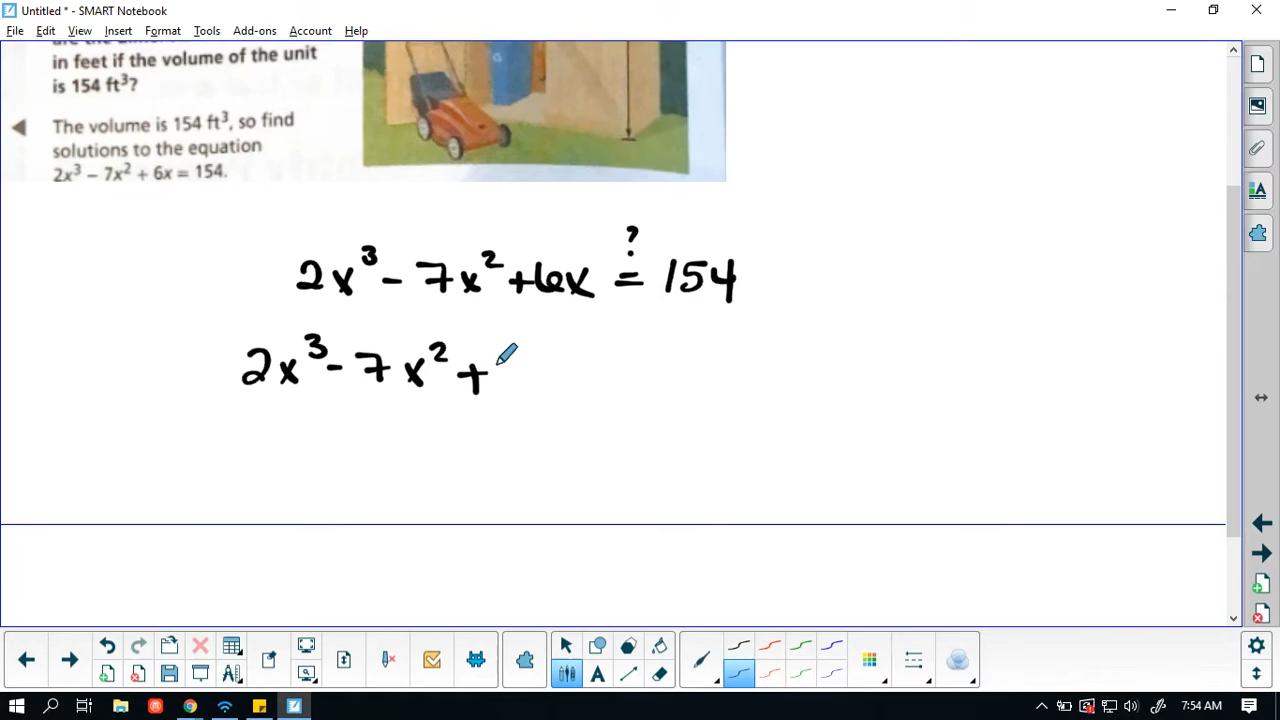 Untitled * - SMART Notebook
File Edit View Insert Format Tools Add-ons Account Help
in feet if the volume of the unit
is 154 ft³?
The volume is 154 ft³, so find
solutions to the equation
2x³ − 7x² + 6x = 154.
?
2x³ - 7x² + 6x = 154
2x³ - 7x² +
A
7:54 AM